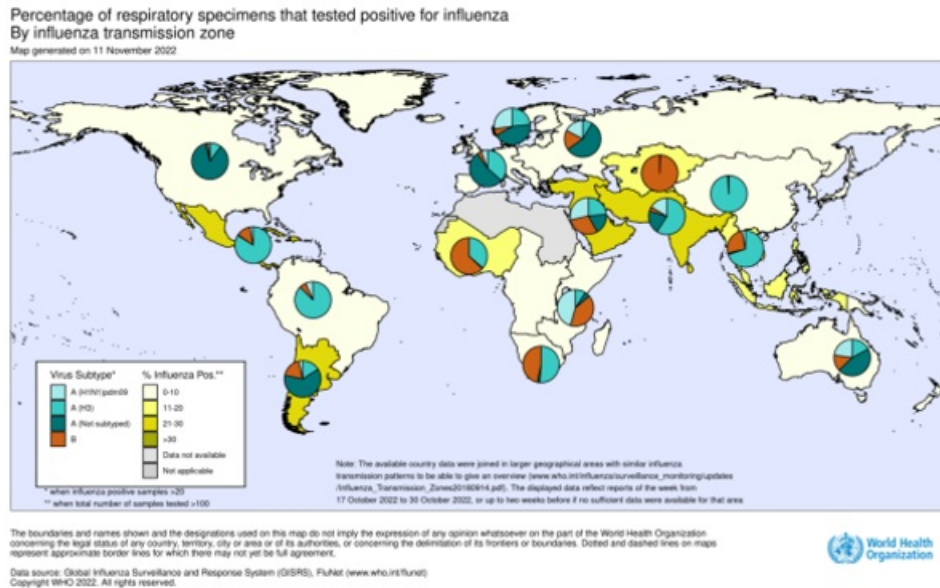 Percentage of respiratory specimens that tested positive for influenza
By influenza transmission zone
Map generated on 11 November 2022
Virus Subtype*
A (H1N1)pdm09
A (H3)
A (Not subtyped)
B
% Influenza Pos.**
0-10
11-20
21-30
>30
Data not available
Not applicable
* when influenza positive samples >20
** when total number of samples tested >100
Note: The available country data were joined in larger geographical areas with similar influenza
transmission patterns to be able to give an overview (www.who.int/influenza/surveillance_monitoring/updates
/Influenza_Transmission_Zones20180914.pdf). The displayed data reflect reports of the week from
17 October 2022 to 30 October 2022, or up to two weeks before if no sufficient data were available for that area
The boundaries and names shown and the designations used on this map do not imply the expression of any opinion whatsoever on the part of the World Health Organization
concerning the legal status of any country, territory, city or area or of its authorities, or concerning the delimitation of its frontiers or boundaries. Dotted and dashed lines on maps
represent approximate border lines for which there may not yet be full agreement.
Data source: Global Influenza Surveillance and Response System (GISRS), FluNet (www.who.int/flunet)
Copyright WHO 2022. All rights reserved.
World Health
Organization